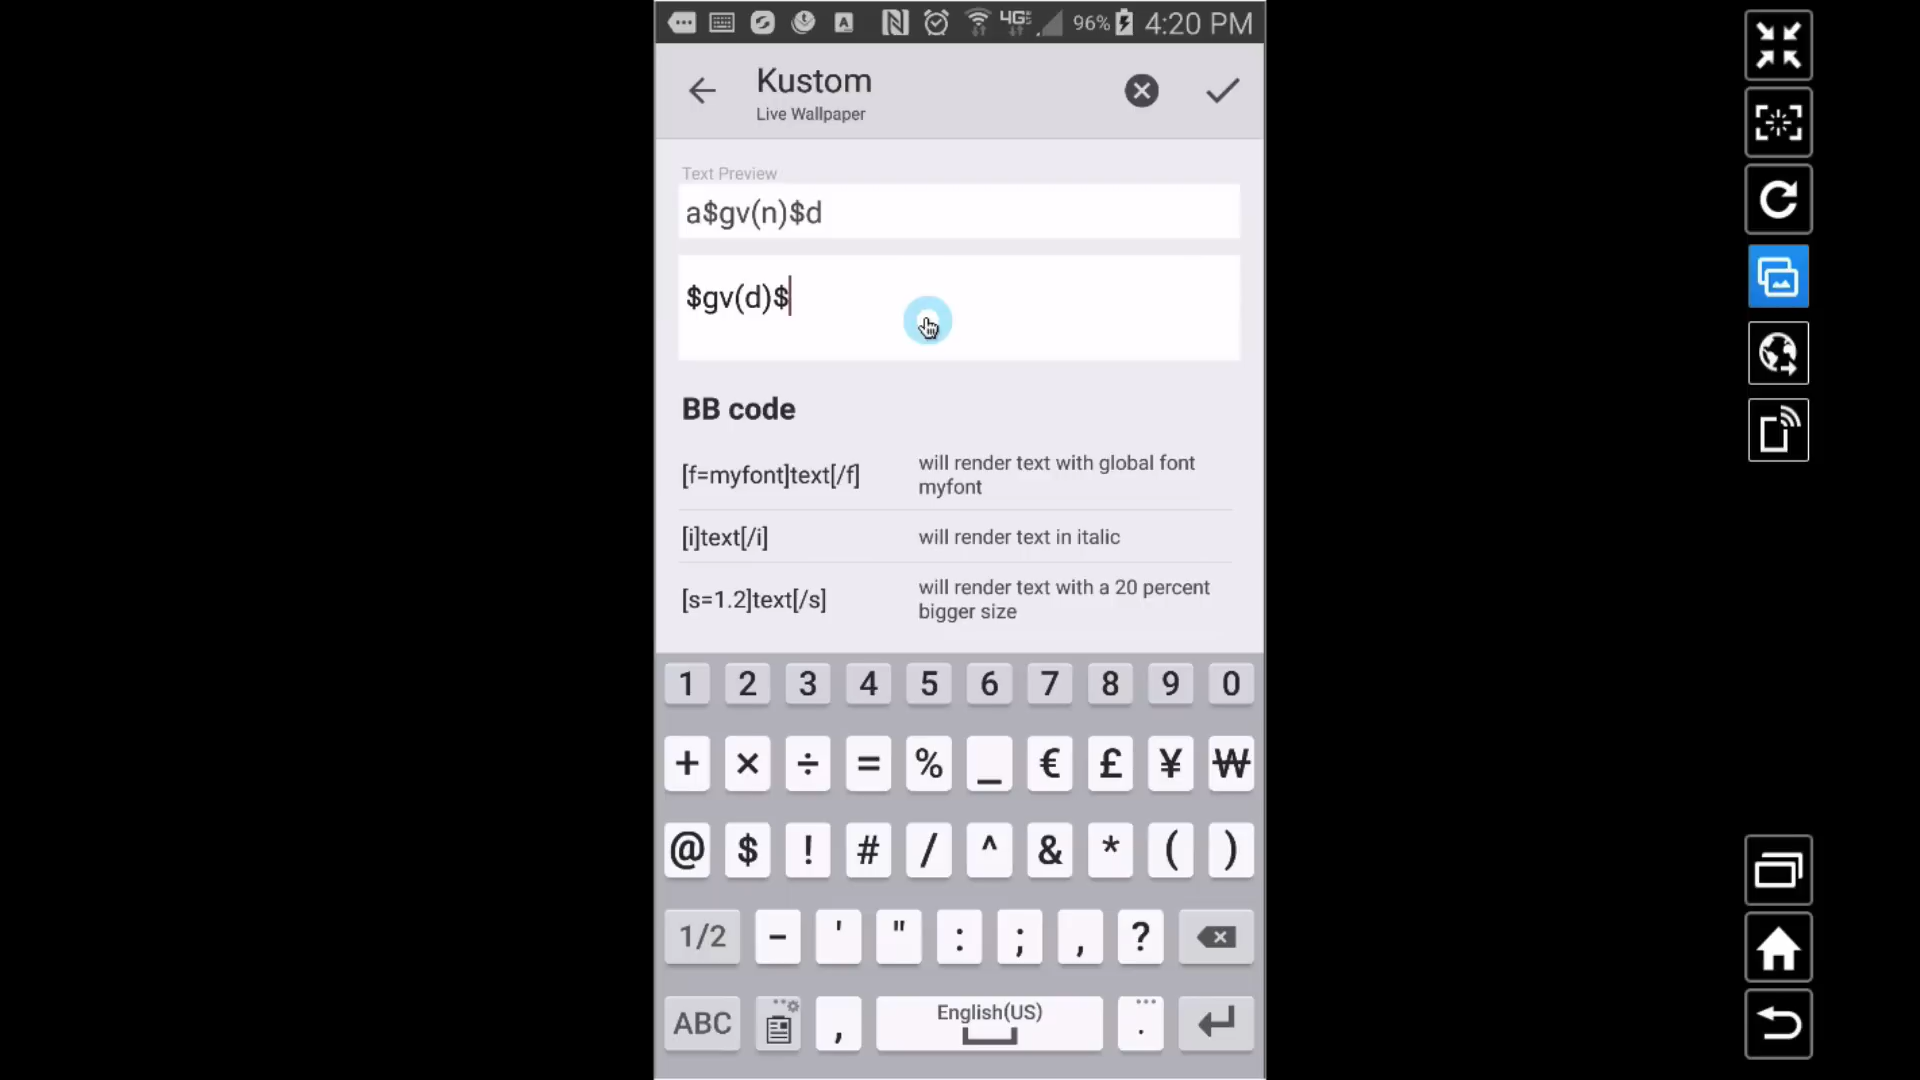 96% 4:20 PM
Kustom
Live Wallpaper
Text Preview
a$gv(n)$d
$gv(d)$
BB code
[f=myfont]text[/f]
will render text with global font
myfont
[i]text[/i]
will render text in italic
[s=1.2]text[/s]
will render text with a 20 percent
bigger size
1 2 3 4 5 6 7 8 9 0
+ × ÷ = % _ € £ ¥ ₩
@ $ ! # / ^ & * ( )
1/2 - ' " : ; , ?
ABC , English(US) .